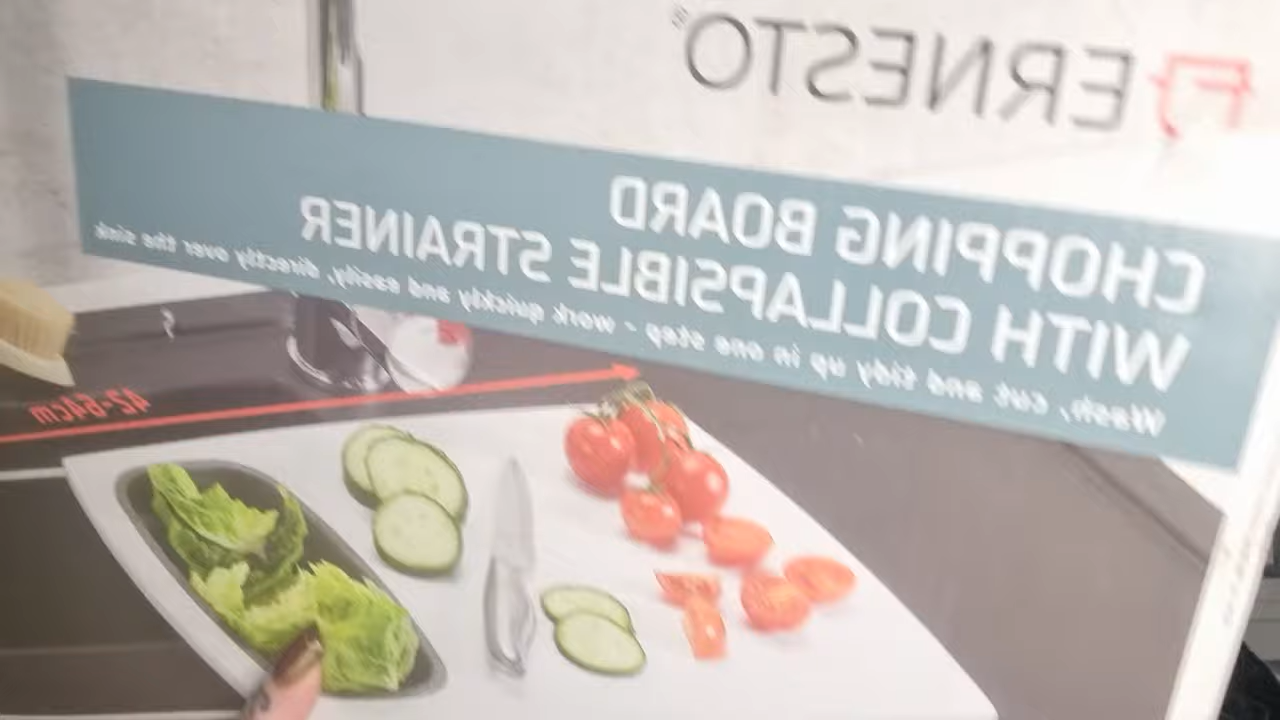 ERNESTO®
CHOPPING BOARD
WITH COLLAPSIBLE STRAINER
Wash, cut and tidy up in one step - work quickly and easily, directly over the sink
42-64cm